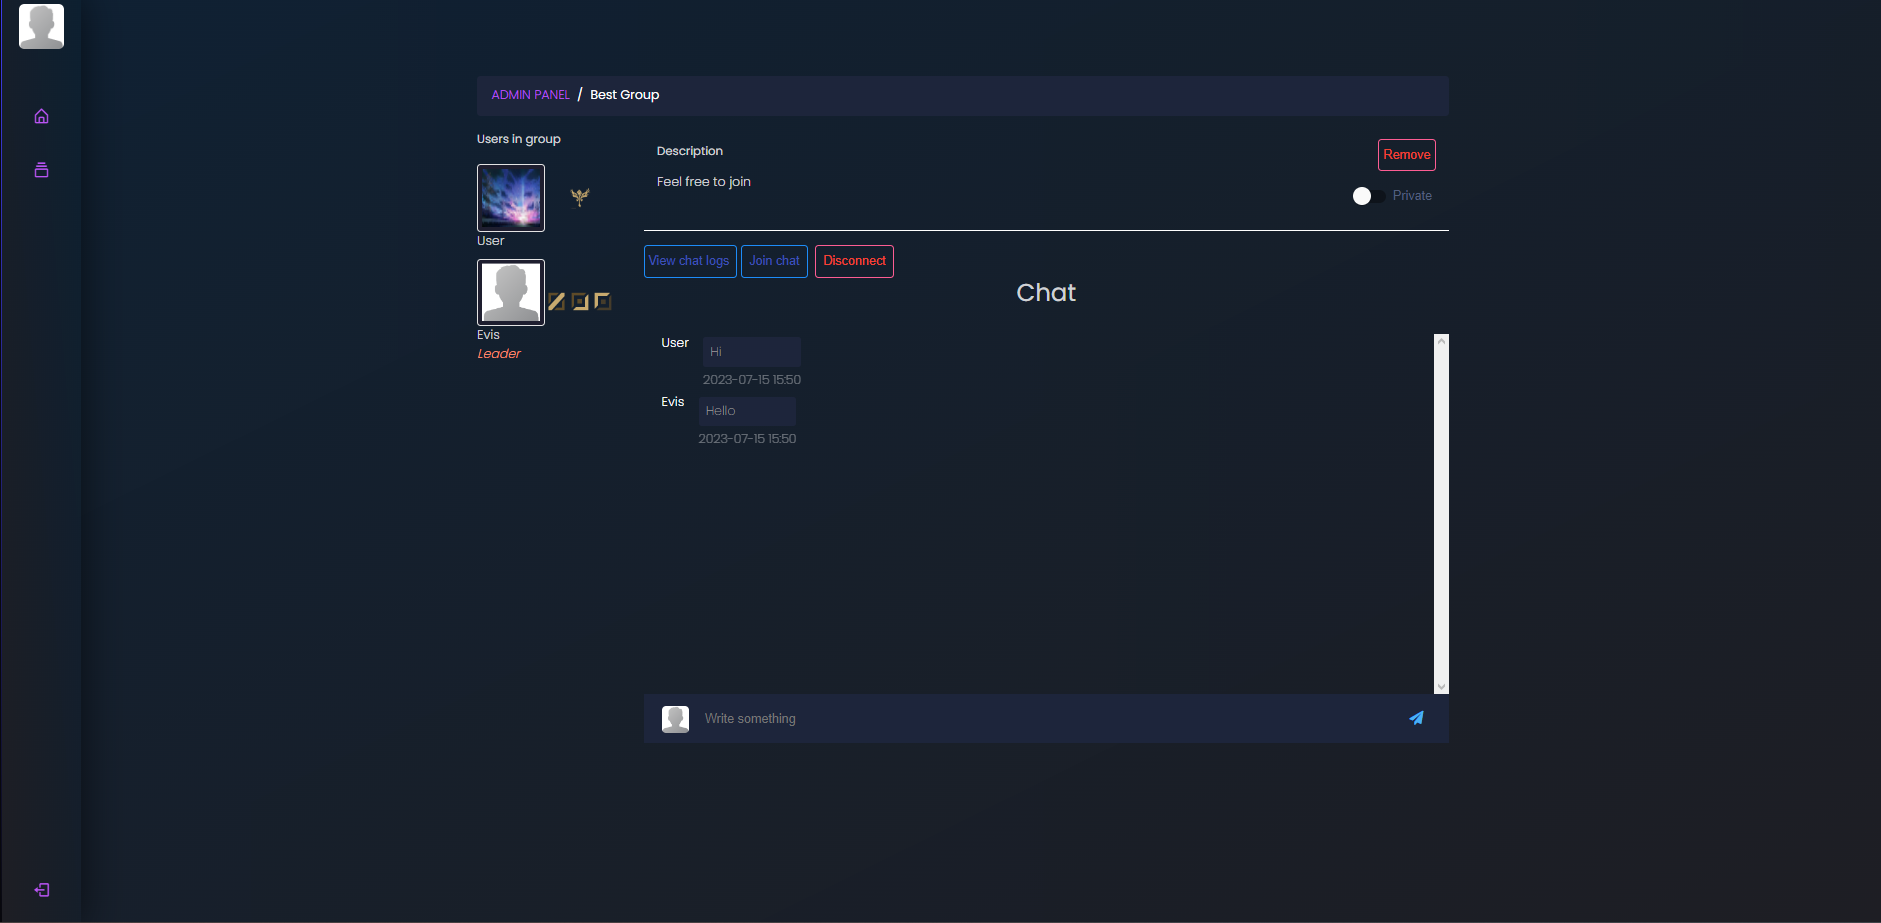 ADMIN PANEL / Best Group
Users in group
User
Evis
Leader
Description
Feel free to join
Remove
Private
View chat logs
Join chat
Disconnect
Chat
User
Hi
2023-07-15 15:50
Evis
Hello
2023-07-15 15:50
Write something